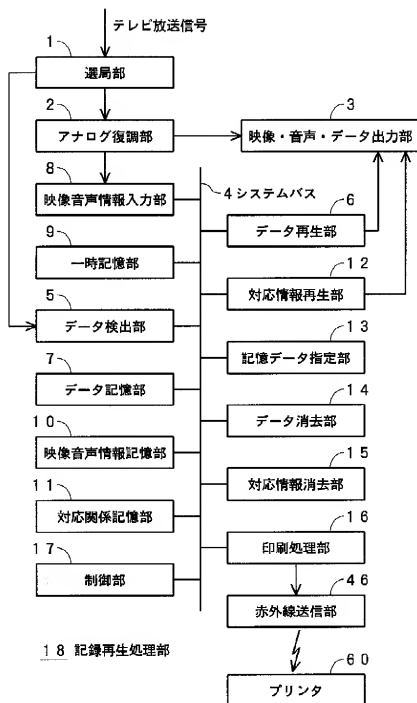 テレビ放送信号
1
選局部
2
アナログ復調部
3
映像・音声・データ出力部
8
映像音声情報入力部
4 システムバス
6
データ再生部
9
一時記憶部
12
対応情報再生部
5
データ検出部
13
記憶データ指定部
7
データ記憶部
14
データ消去部
10
映像音声情報記憶部
15
対応情報消去部
11
対応関係記憶部
16
印刷処理部
17
制御部
46
赤外線送信部
18 記録再生処理部
60
プリンタ